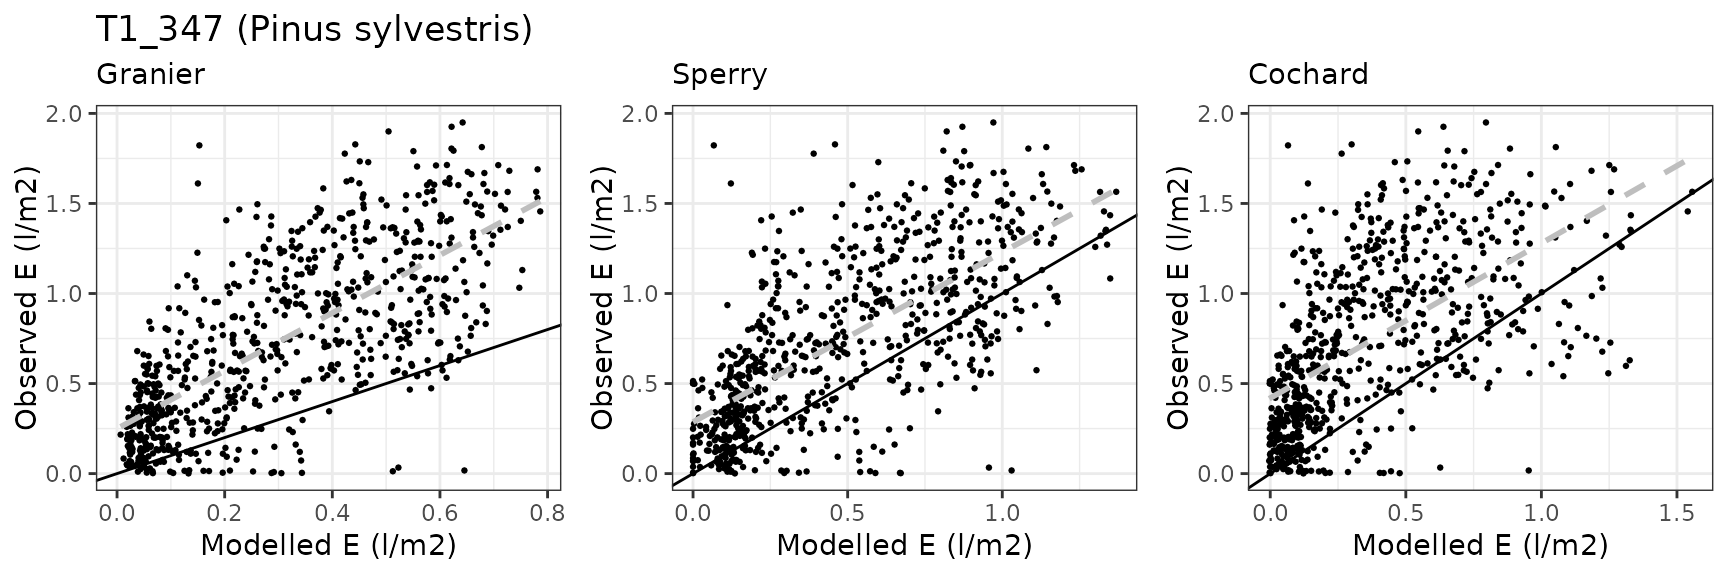 T1_347 (Pinus sylvestris)
Granier
Sperry
Cochard
Observed E (l/m2)
2.0
1.5
1.0
0.5
0.0
0.0 0.2 0.4 0.6 0.8
Modelled E (l/m2)
Observed E (l/m2)
2.0
1.5
1.0
0.5
0.0
0.0 0.5 1.0
Modelled E (l/m2)
Observed E (l/m2)
2.0
1.5
1.0
0.5
0.0
0.0 0.5 1.0 1.5
Modelled E (l/m2)